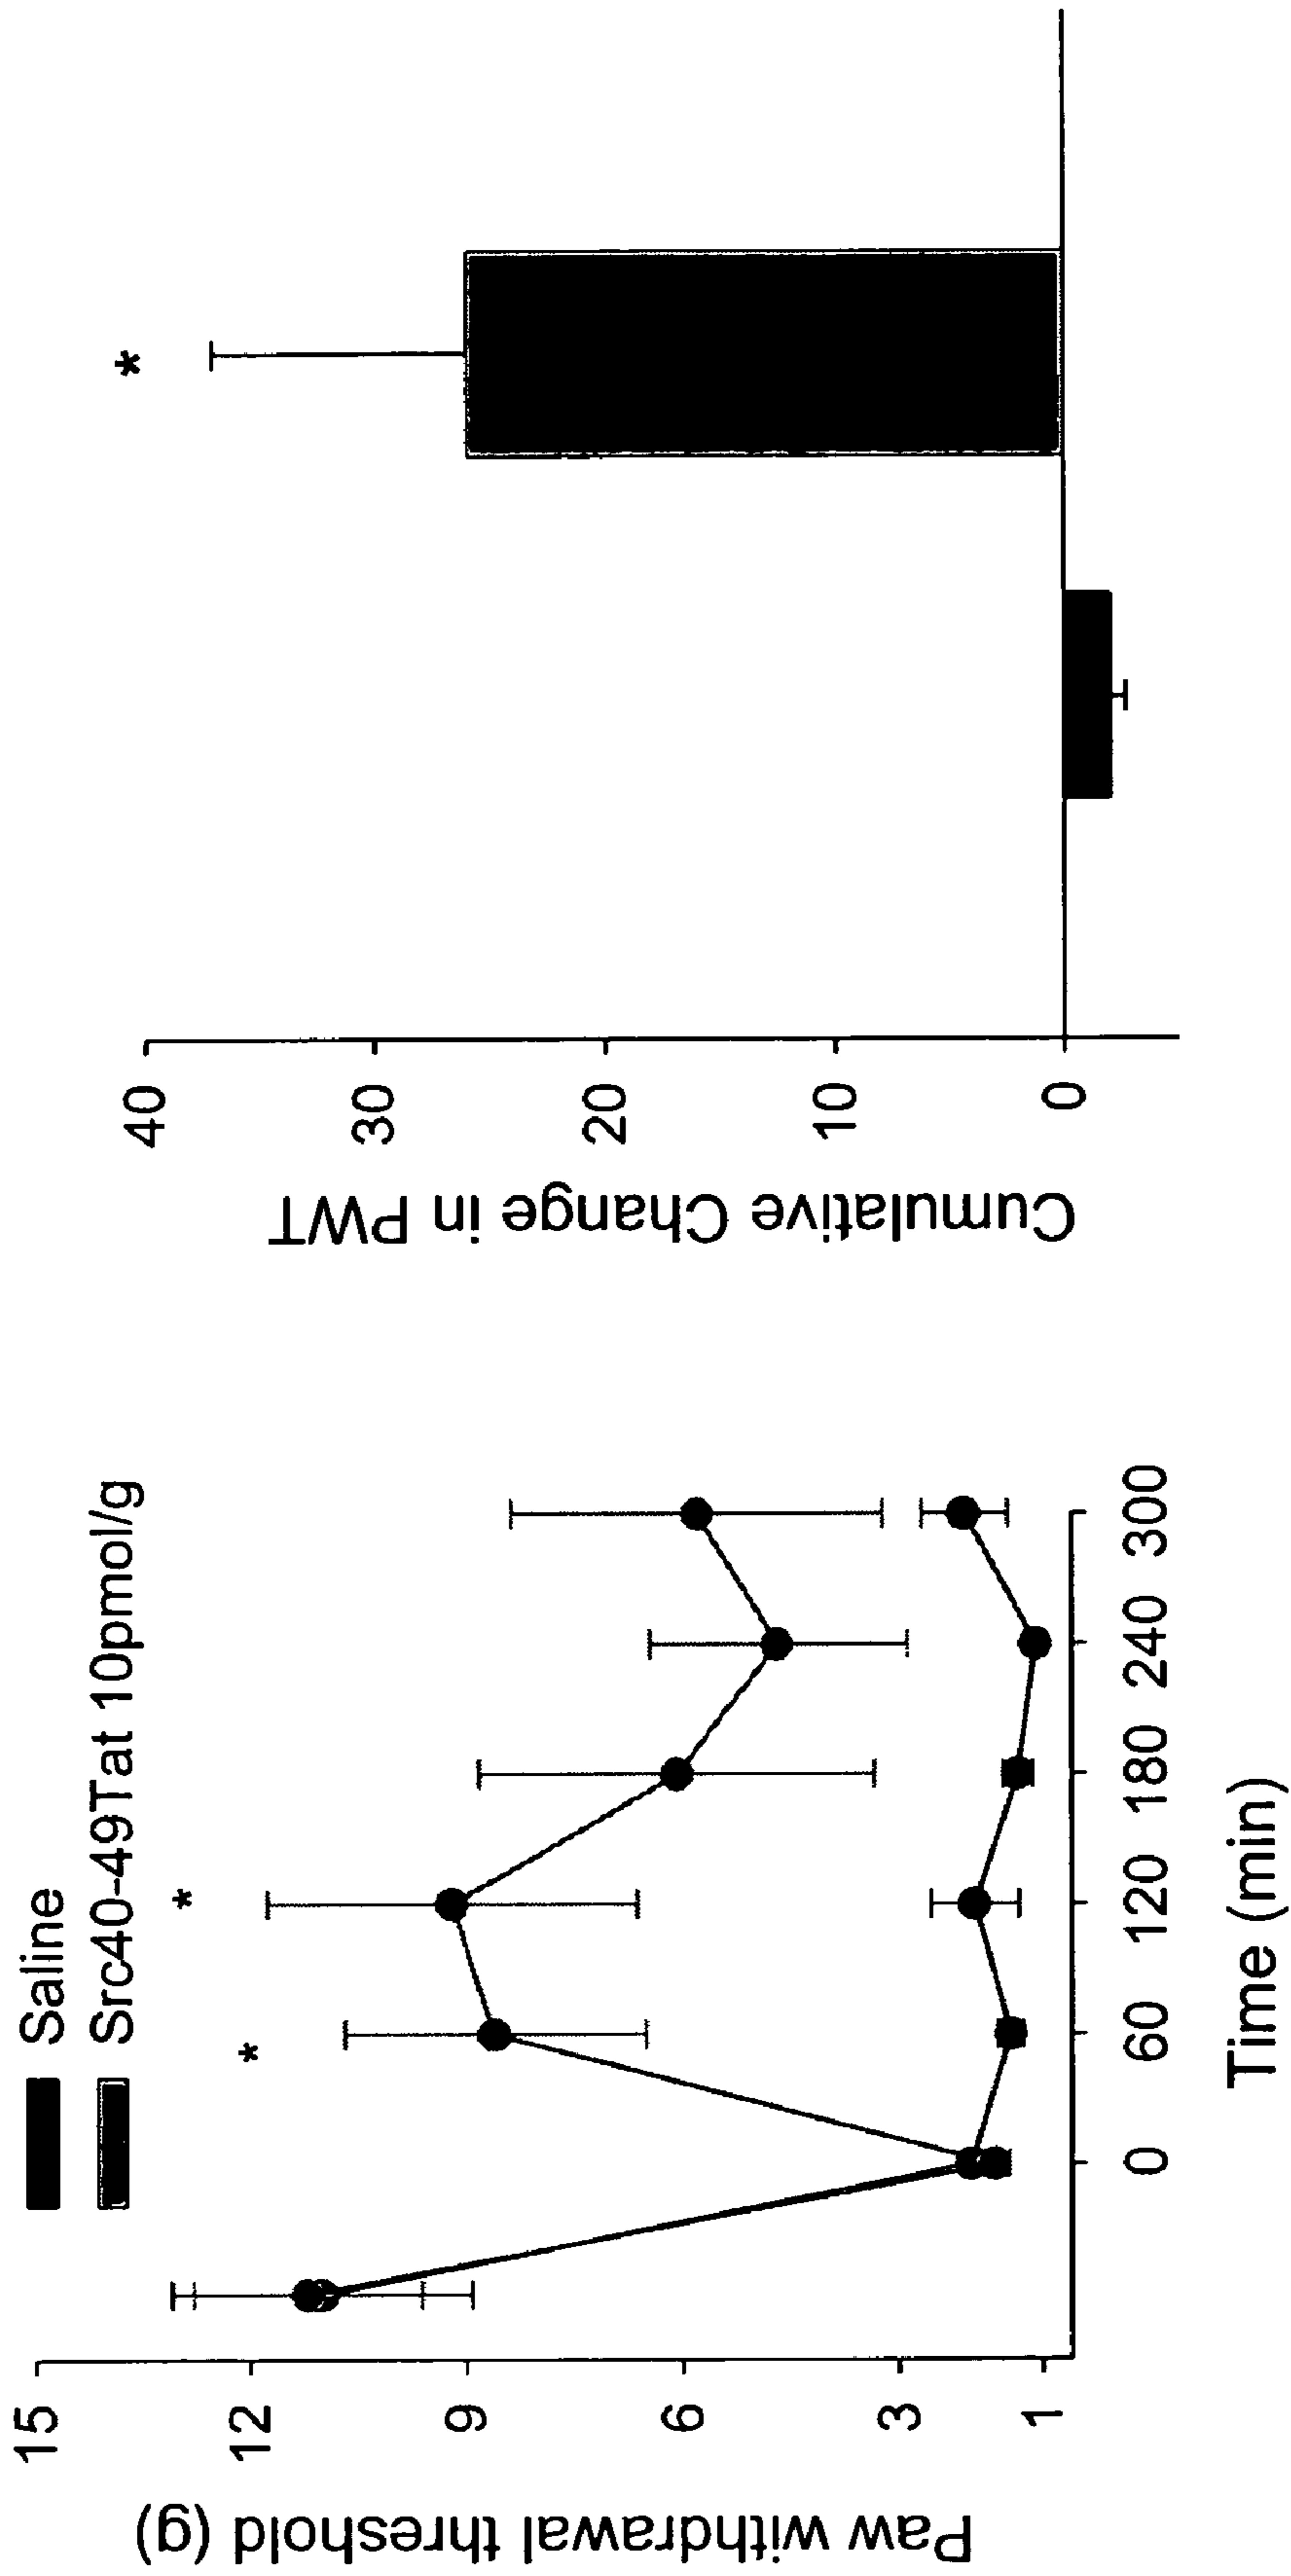 Saline
Src40-49Tat 10pmol/g
Paw withdrawal threshold (g)
15
12
9
6
3
1
*
*
0 60 120 180 240 300
Time (min)
Cumulative Change in PWT
40
30
20
10
0
*